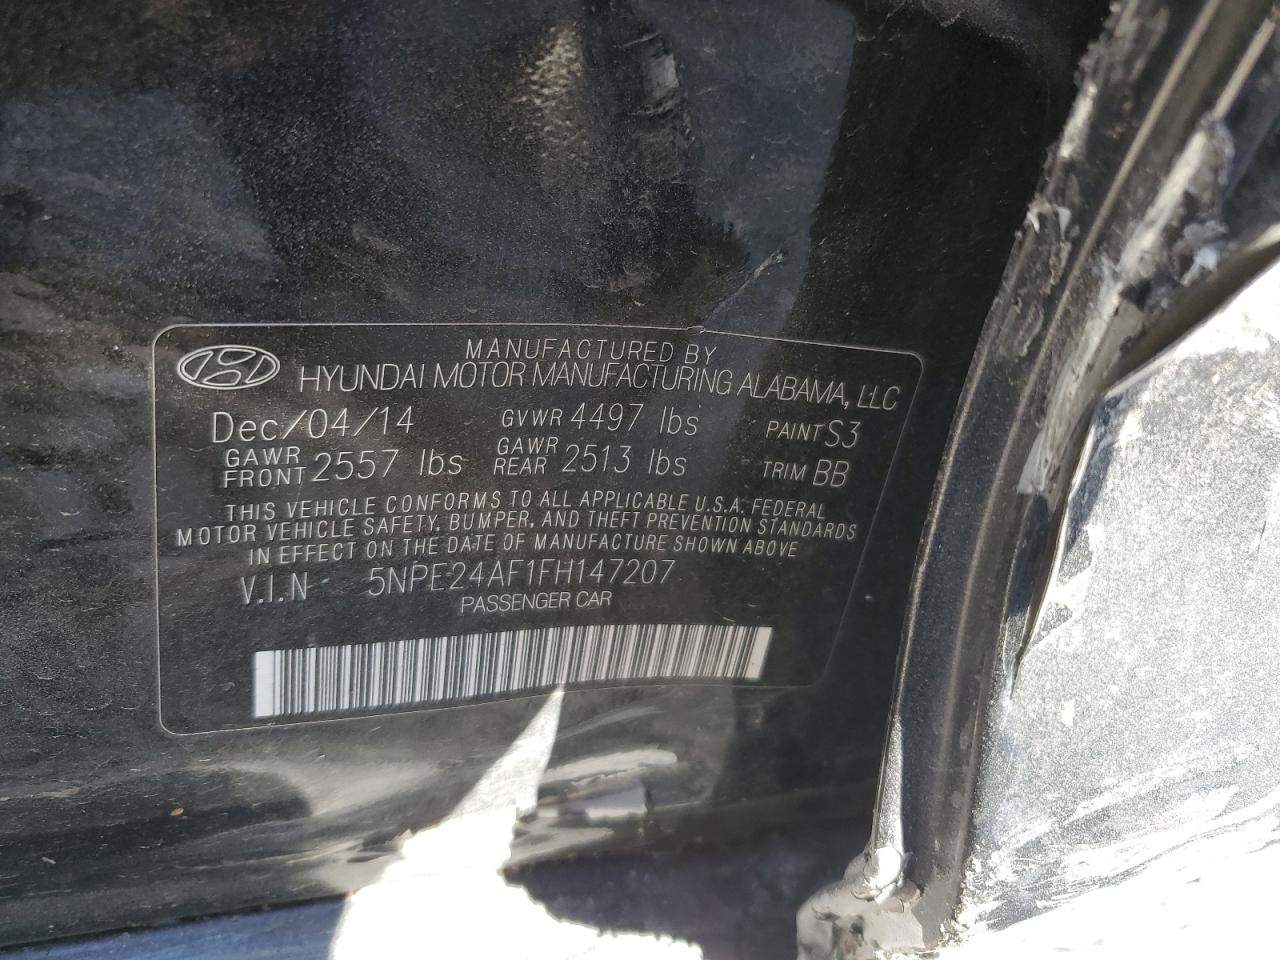 MANUFACTURED BY
HYUNDAI MOTOR MANUFACTURING ALABAMA, LLC
Dec/04/14 GVWR 4497 lbs PAINT S3
GAWR FRONT 2557 lbs GAWR REAR 2513 lbs TRIM BB
THIS VEHICLE CONFORMS TO ALL APPLICABLE U.S.A. FEDERAL
MOTOR VEHICLE SAFETY, BUMPER, AND THEFT PREVENTION STANDARDS
IN EFFECT ON THE DATE OF MANUFACTURE SHOWN ABOVE
V.I.N 5NPE24AF1FH147207
PASSENGER CAR